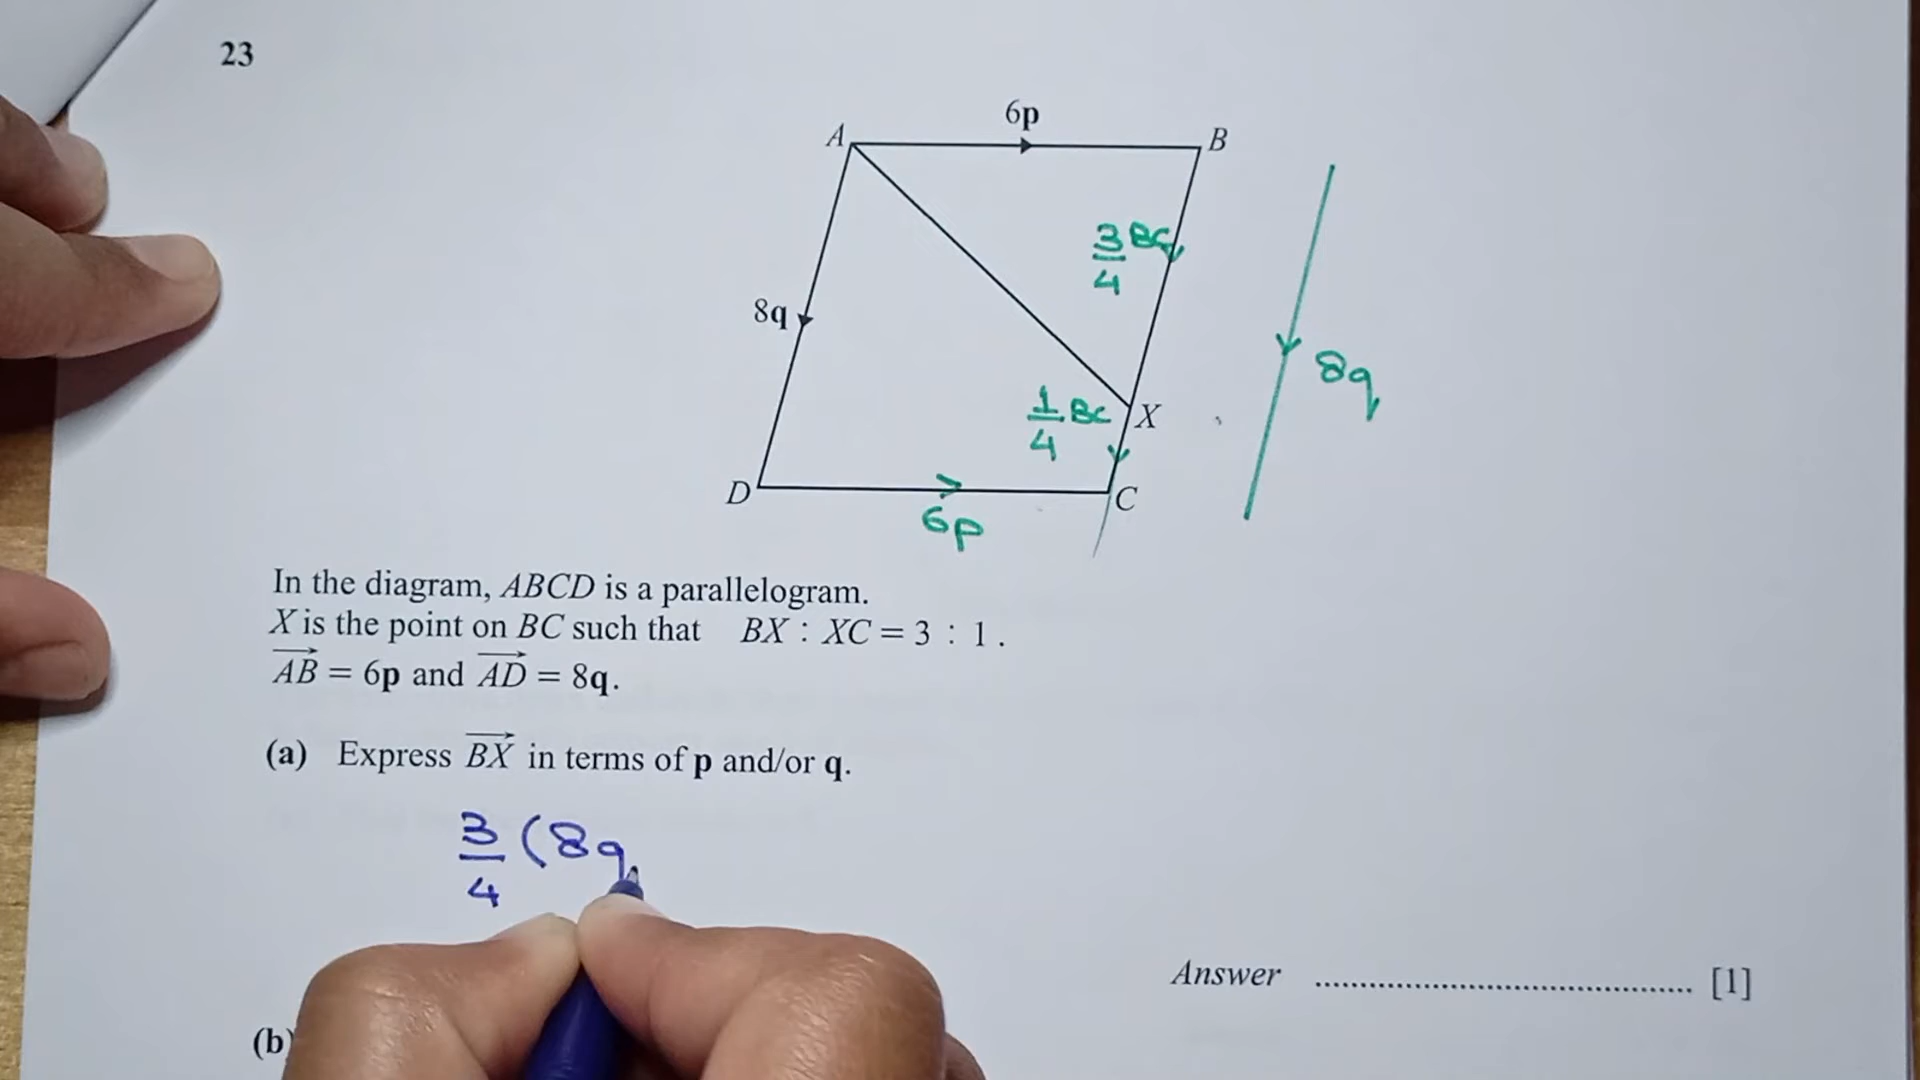 23
6p
A
B
3/4 BC
8q
8q
1/4 BC
X
D
C
6p
In the diagram, ABCD is a parallelogram.
X is the point on BC such that BX : XC = 3 : 1 .
AB = 6p and AD = 8q.
(a) Express BX in terms of p and/or q.
3/4 (8q
Answer ........................................ [1]
(b)